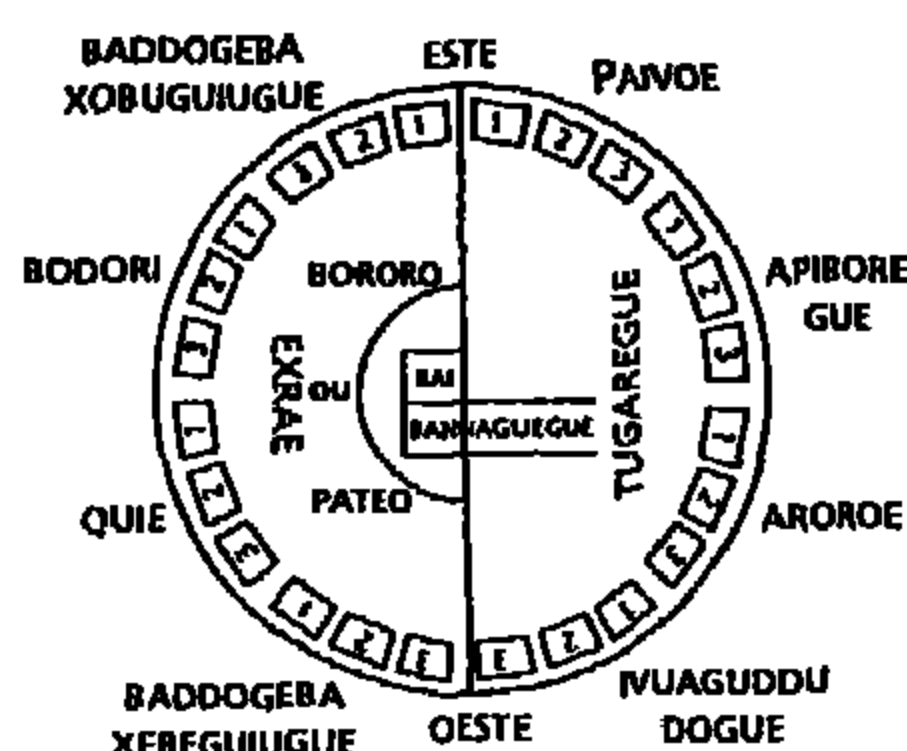 BADDOGEBA
XOBUGUIUGUE
ESTE
PAIVOE
1 2 3
3 2 1
1 2 3
BODORI
APIBORE
GUE
BORORO
EXRAE
OU
BAI
BANNAGUEGUE
TUGAREGUE
PATEO
1 2 3
QUIE
1 2 3
AROROE
1 2 3
1 2 3
1 2 3
BADDOGEBA
XEBEGUIUGUE
OESTE
IVUAGUDDU
DOGUE